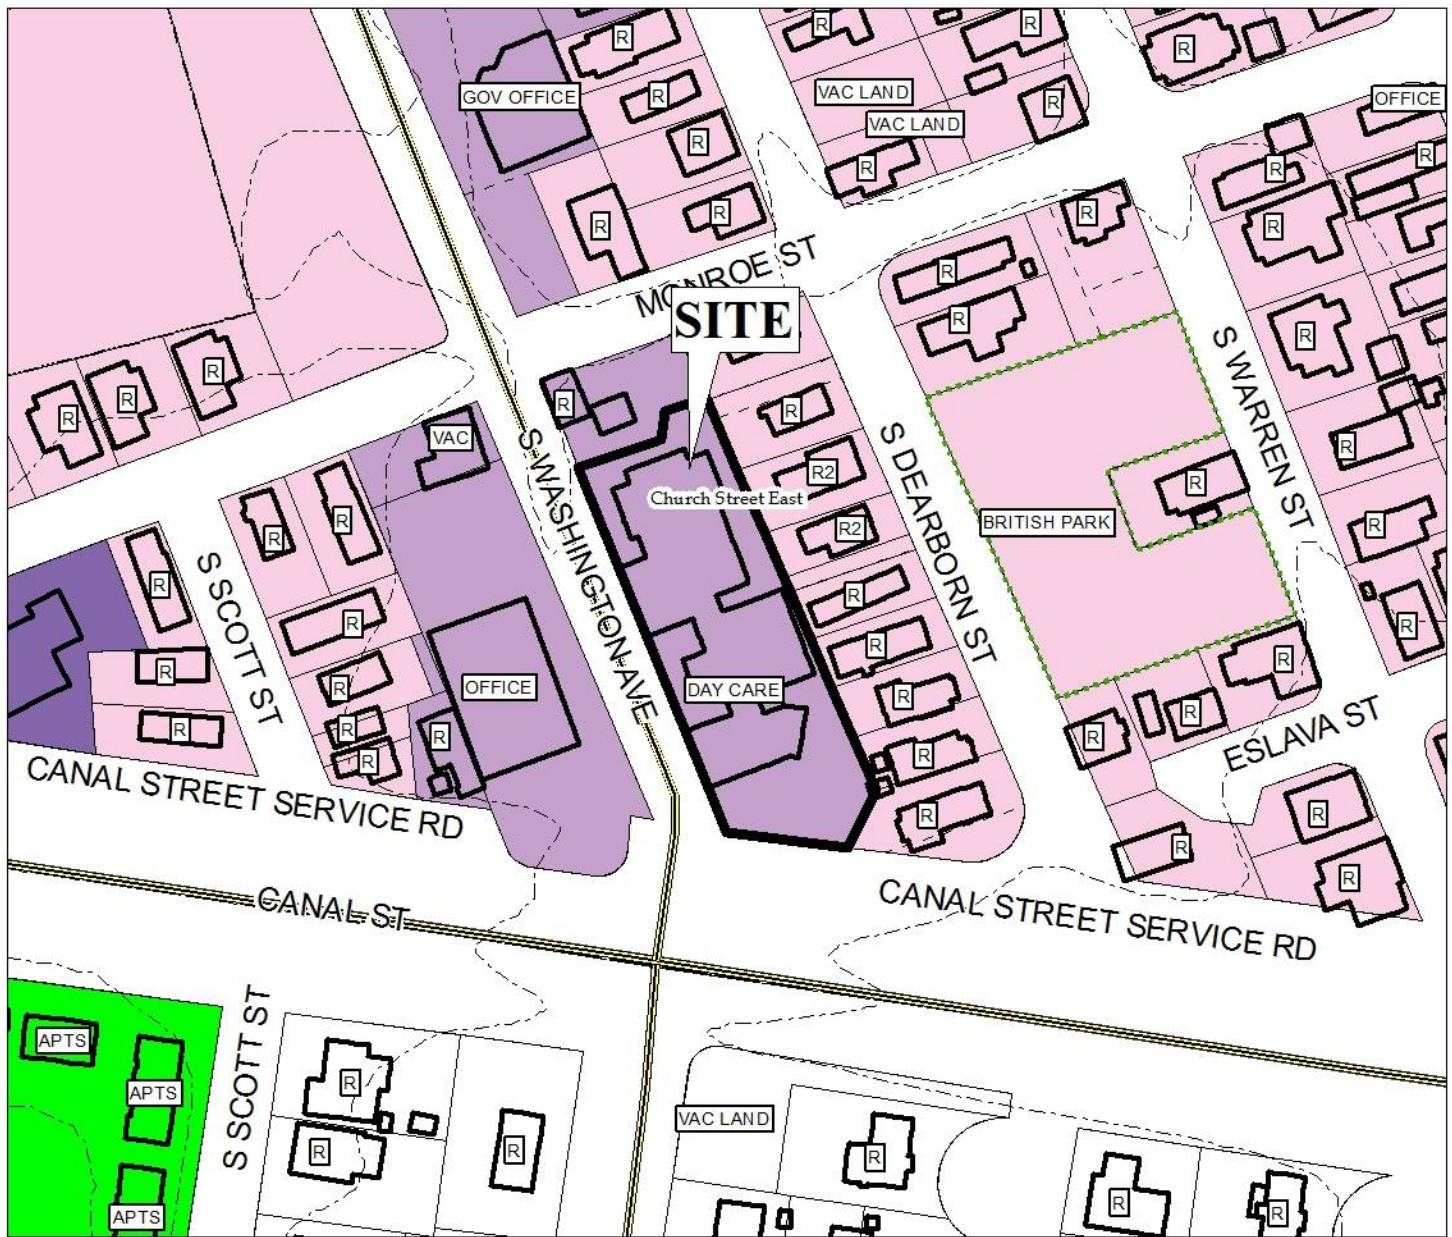 R
R
R
R
GOV OFFICE
R
VAC LAND
R
OFFICE
VAC LAND
R
R
R
R
R
R
R
R
R
MONROE ST
R
SITE
R
R
R
R
R
R
R
VAC
R
S WARREN ST
R
R2
R
S WASHINGTON AVE
Church Street East
S DEARBORN ST
R
R
R
BRITISH PARK
R2
R
R
S SCOTT ST
R
R
R
R
R
R
OFFICE
DAY CARE
R
R
R
R
R
R
R
R
ESLAVA ST
R
R
CANAL STREET SERVICE RD
R
R
R
R
CANAL ST
CANAL STREET SERVICE RD
S SCOTT ST
APTS
R
APTS
VAC LAND
R
R
R
R
APTS
R